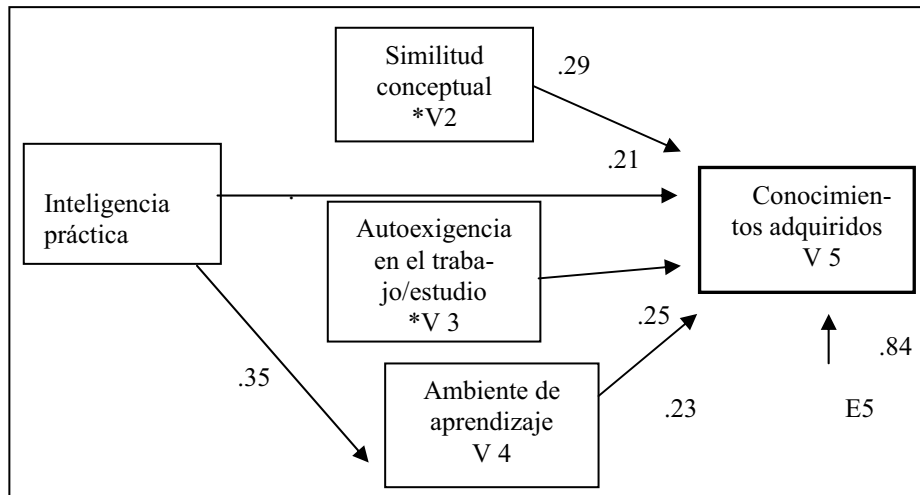 Similitud
conceptual
*V2
.29
.21
Inteligencia
práctica
.
Conocimien-
tos adquiridos
V 5
Autoexigencia
en el traba-
jo/estudio
*V 3
.25
.84
.35
Ambiente de
aprendizaje
V 4
.23
E5